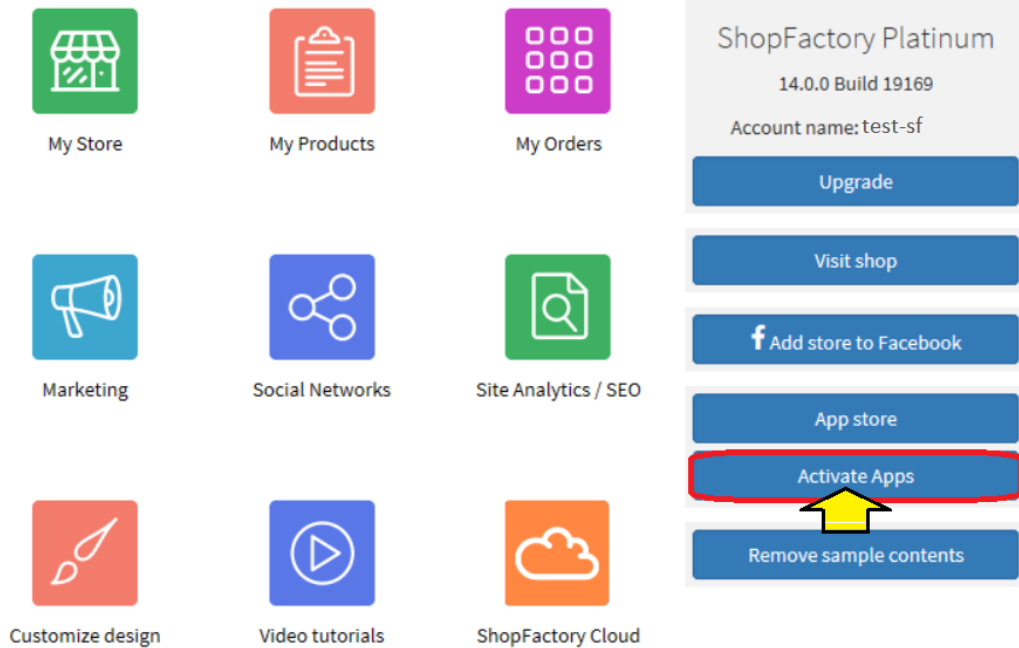 My Store
My Products
My Orders
Marketing
Social Networks
Site Analytics / SEO
Customize design
Video tutorials
ShopFactory Cloud
ShopFactory Platinum
14.0.0 Build 19169
Account name: test-sf
Upgrade
Visit shop
Add store to Facebook
App store
Activate Apps
Remove sample contents